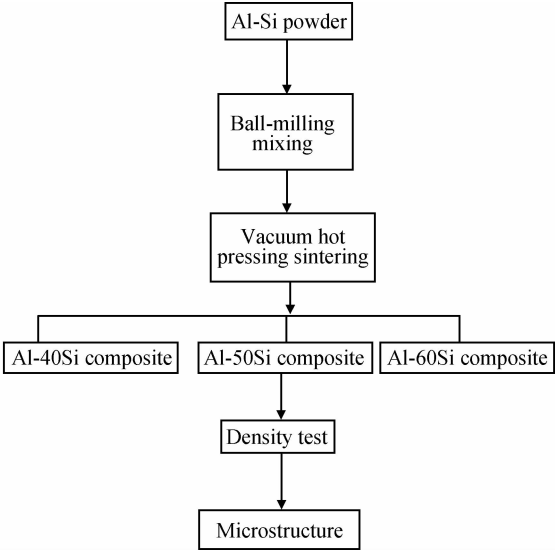 Al-Si powder
Ball-milling
mixing
Vacuum hot
pressing sintering
Al-40Si composite
Al-50Si composite
Al-60Si composite
Density test
Microstructure